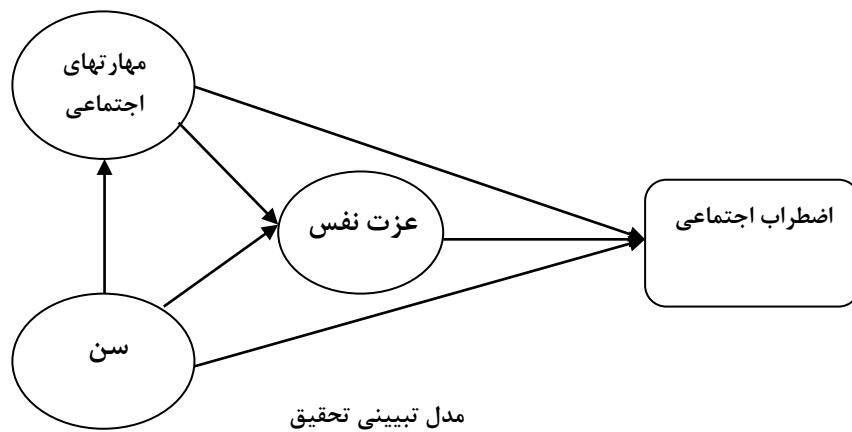 مهارتهای
اجتماعی
عزت نفس
اضطراب اجتماعی
سن
مدل تبیینی تحقیق